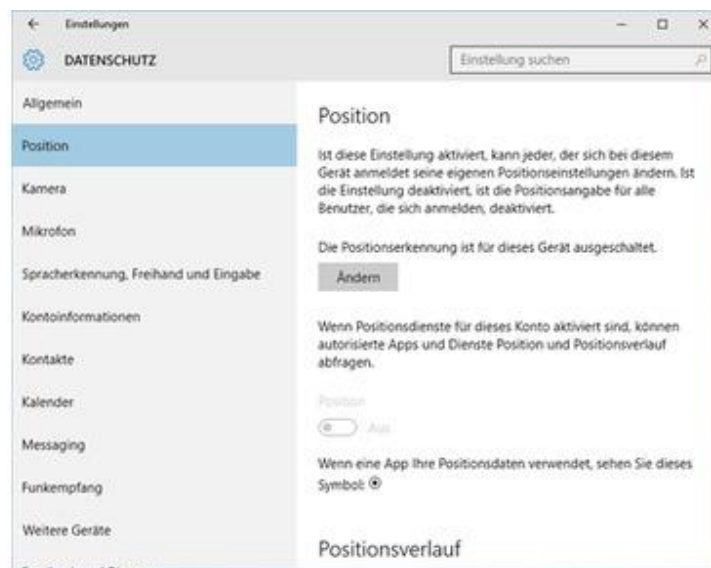 Einstellungen
DATENSCHUTZ
Einstellung suchen
Allgemein
Position
Kamera
Mikrofon
Spracherkennung, Freihand und Eingabe
Kontoinformationen
Kontakte
Kalender
Messaging
Funkempfang
Weitere Geräte
Position
Ist diese Einstellung aktiviert, kann jeder, der sich bei diesem
Gerät anmeldet seine eigenen Positionseinstellungen ändern. Ist
die Einstellung deaktiviert, ist die Positionsangabe für alle
Benutzer, die sich anmelden, deaktiviert.
Die Positionserkennung ist für dieses Gerät ausgeschaltet.
Ändern
Wenn Positionsdienste für dieses Konto aktiviert sind, können
autorisierte Apps und Dienste Position und Positionsverlauf
abfragen.
Position
Aus
Wenn eine App Ihre Positionsdaten verwendet, sehen Sie dieses
Symbol:
Positionsverlauf